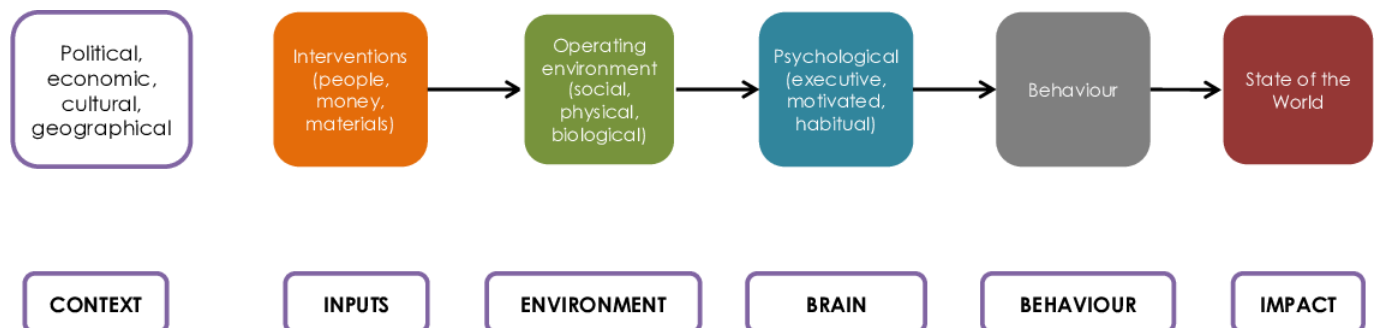 Political,
economic,
cultural,
geographical
Interventions
(people,
money,
materials)
Operating
environment
(social,
physical,
biological)
Psychological
(executive,
motivated,
habitual)
Behaviour
State of the
World
CONTEXT
INPUTS
ENVIRONMENT
BRAIN
BEHAVIOUR
IMPACT